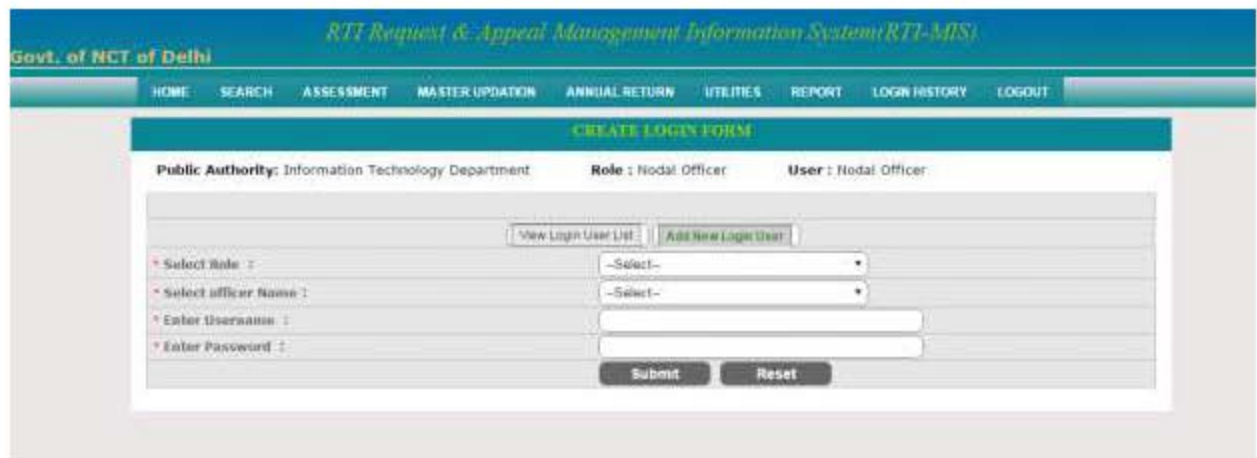 RTI Request & Appeal Management Information System(RTI-MIS)
Govt. of NCT of Delhi
HOME SEARCH ASSESSMENT MASTER UPDATION ANNUAL RETURN UTILITIES REPORT LOGIN HISTORY LOGOUT
CREATE LOGIN FORM
Public Authority: Information Technology Department Role : Nodal Officer User : Nodal Officer
View Login User List Add New Login User
* Select Role : --Select--
* Select officer Name : --Select--
* Enter Username :
* Enter Password :
Submit Reset